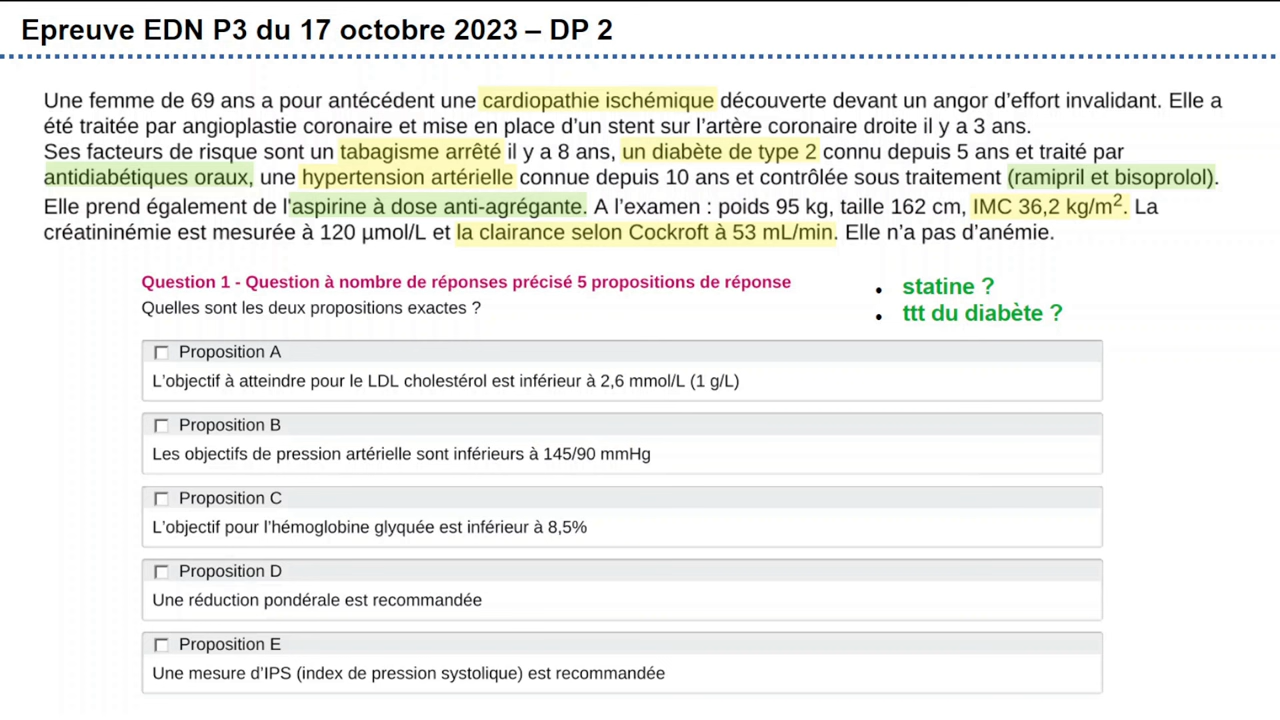 Epreuve EDN P3 du 17 octobre 2023 – DP 2
Une femme de 69 ans a pour antécédent une cardiopathie ischémique découverte devant un angor d'effort invalidant. Elle a
été traitée par angioplastie coronaire et mise en place d'un stent sur l'artère coronaire droite il y a 3 ans.
Ses facteurs de risque sont un tabagisme arrêté il y a 8 ans, un diabète de type 2 connu depuis 5 ans et traité par
antidiabétiques oraux, une hypertension artérielle connue depuis 10 ans et contrôlée sous traitement (ramipril et bisoprolol).
Elle prend également de l'aspirine à dose anti-agrégante. A l'examen : poids 95 kg, taille 162 cm, IMC 36,2 kg/m². La
créatininémie est mesurée à 120 µmol/L et la clairance selon Cockroft à 53 mL/min. Elle n'a pas d'anémie.
Question 1 - Question à nombre de réponses précisé 5 propositions de réponse
Quelles sont les deux propositions exactes ?
• statine ?
• ttt du diabète ?
Proposition A
L'objectif à atteindre pour le LDL cholestérol est inférieur à 2,6 mmol/L (1 g/L)
Proposition B
Les objectifs de pression artérielle sont inférieurs à 145/90 mmHg
Proposition C
L'objectif pour l'hémoglobine glyquée est inférieur à 8,5%
Proposition D
Une réduction pondérale est recommandée
Proposition E
Une mesure d'IPS (index de pression systolique) est recommandée